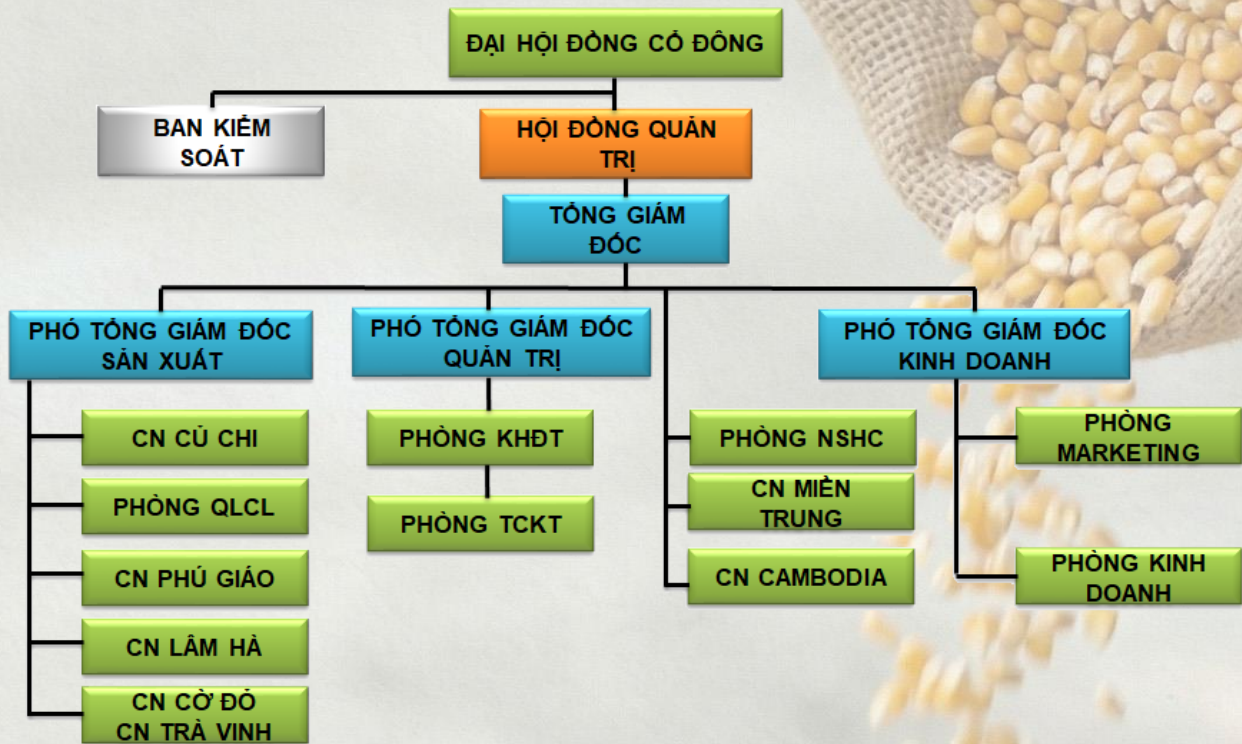 ĐẠI HỘI ĐỒNG CỔ ĐÔNG
BAN KIỂM
SOÁT
HỘI ĐỒNG QUẢN
TRỊ
TỔNG GIÁM
ĐỐC
PHÓ TỔNG GIÁM ĐỐC
SẢN XUẤT
PHÓ TỔNG GIÁM ĐỐC
QUẢN TRỊ
PHÓ TỔNG GIÁM ĐỐC
KINH DOANH
CN CỦ CHI
PHÒNG QLCL
CN PHÚ GIÁO
CN LÂM HÀ
CN CỜ ĐỎ
CN TRÀ VINH
PHÒNG KHĐT
PHÒNG TCKT
PHÒNG NSHC
CN MIỀN
TRUNG
CN CAMBODIA
PHÒNG
MARKETING
PHÒNG KINH
DOANH